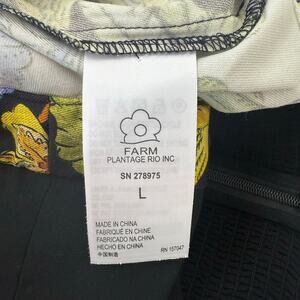 FARM
PLANTAGE RIO INC
SN 278975
L
MADE IN CHINA
FABRIQUÉ EN CHINE
FABRICADO NA CHINA
HECHO EN CHINA
中国制造
RN 157047